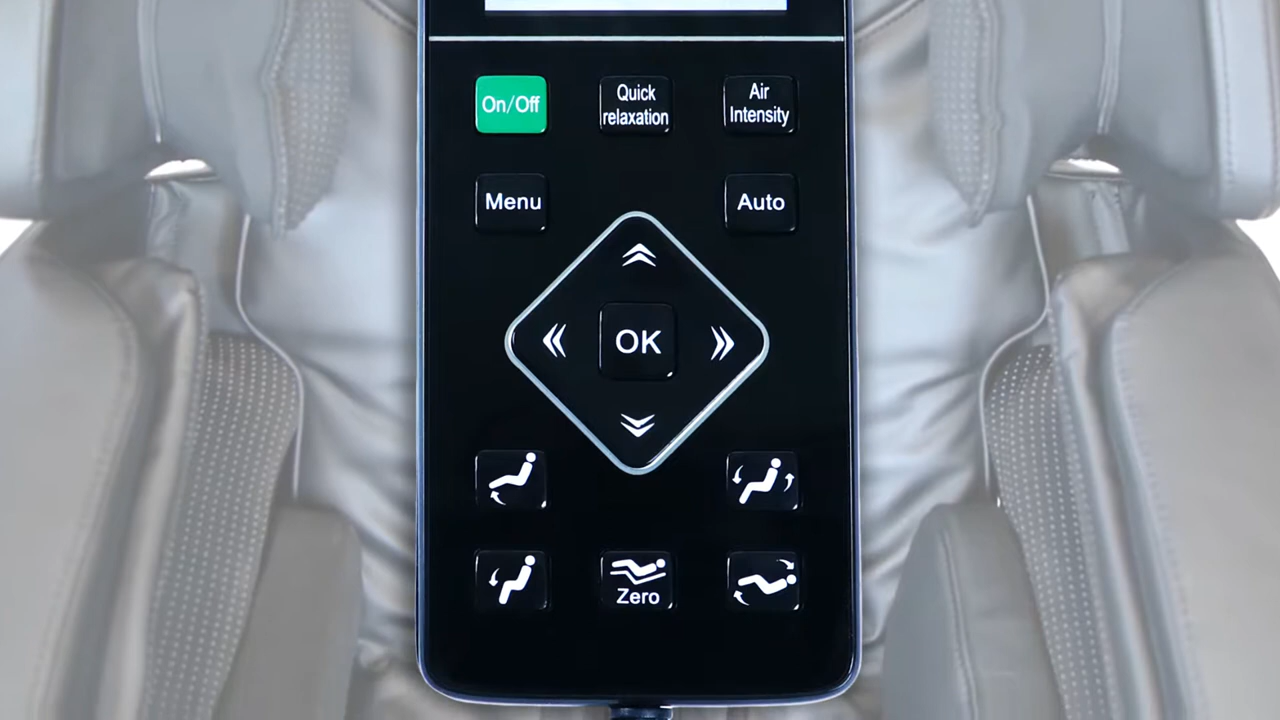 On/Off
Quick
relaxation
Air
Intensity
Menu
Auto
OK
Zero